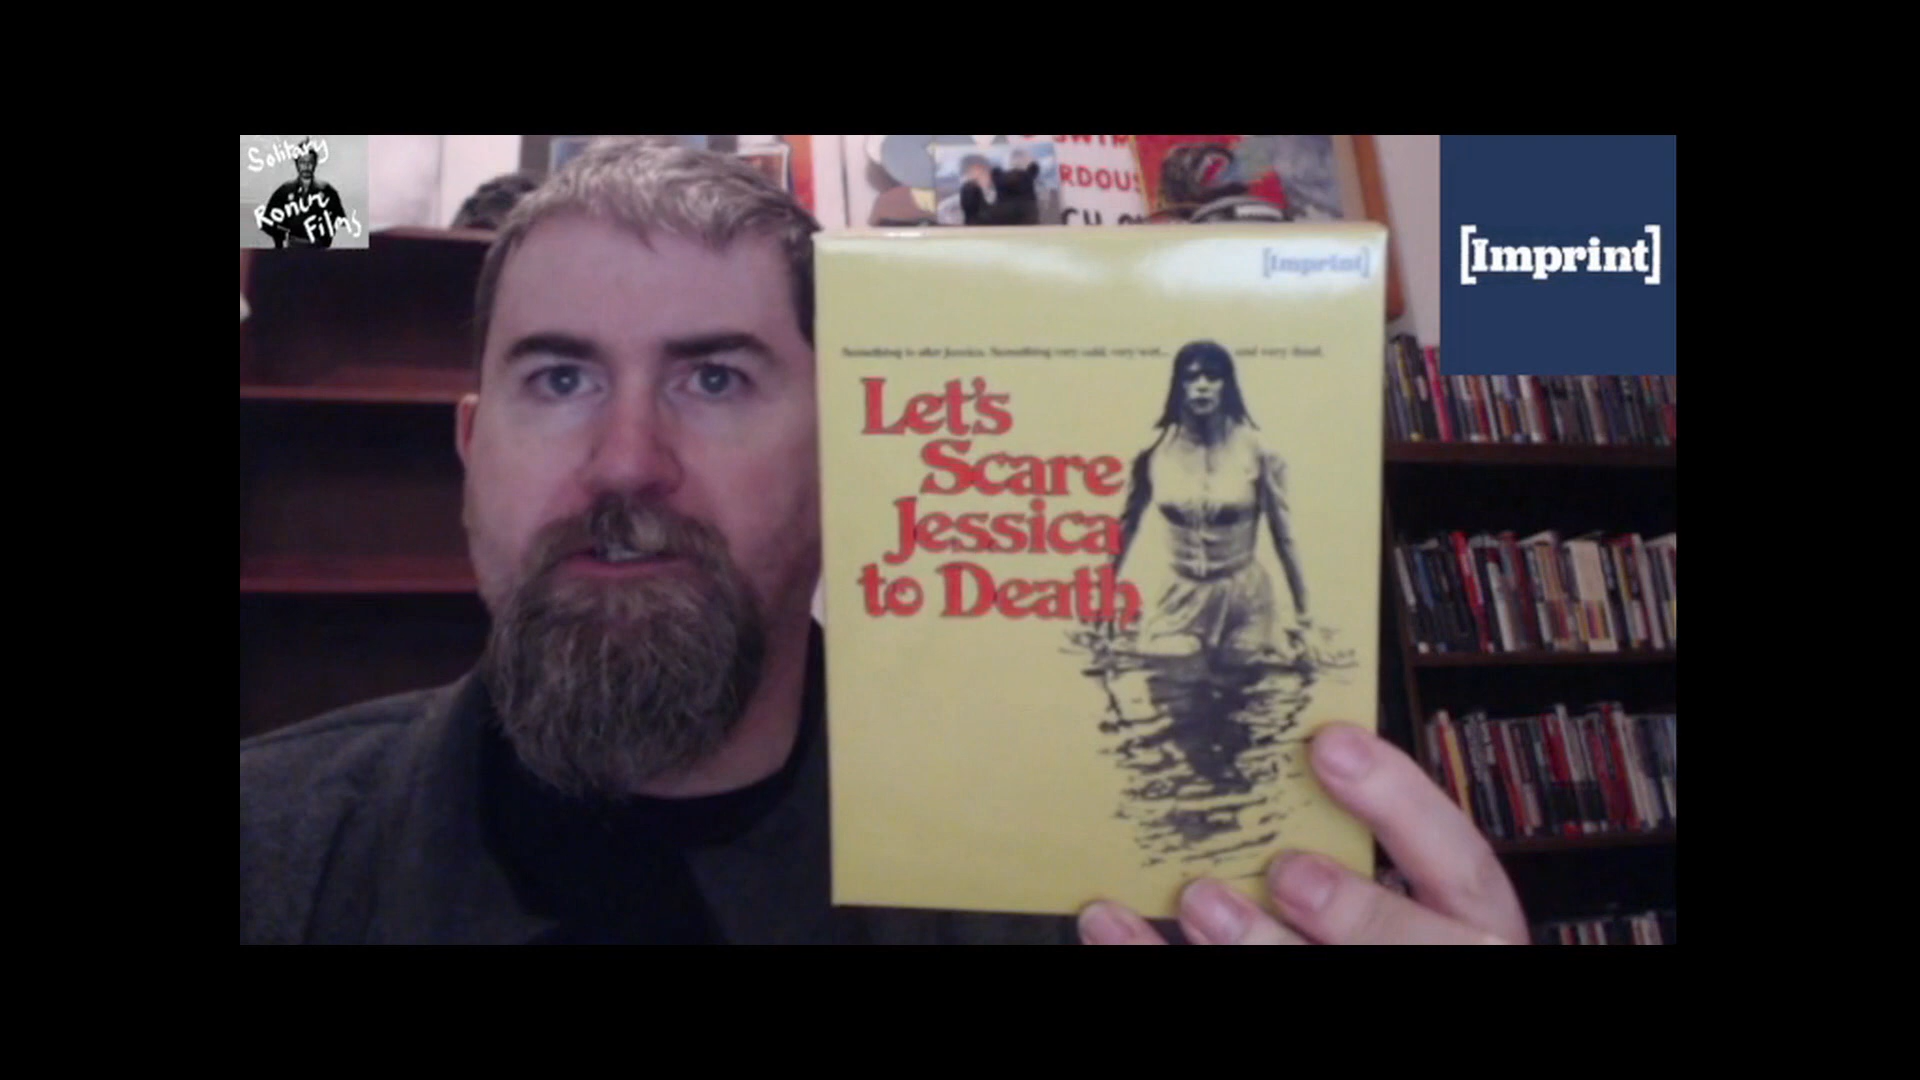 Solitary
Ronin
Films
RDOUS
[Imprint]
[Imprint]
Something is after Jessica. Something very cold, very wet... and very dead.
Let's
Scare
Jessica
to Death